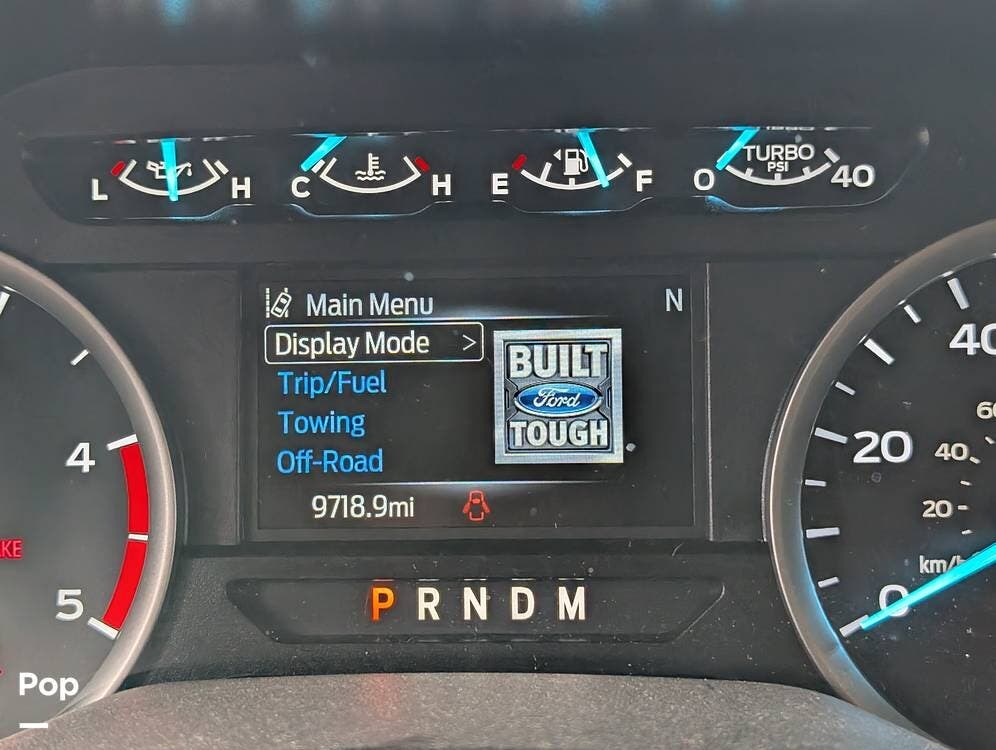 L H C H E F 0 TURBO PSI 40
Main Menu N
Display Mode >
Trip/Fuel
Towing
Off-Road
BUILT
Ford
TOUGH
9718.9mi
P R N D M
4
5
40
20
0
60
40
20
km/h
Pop